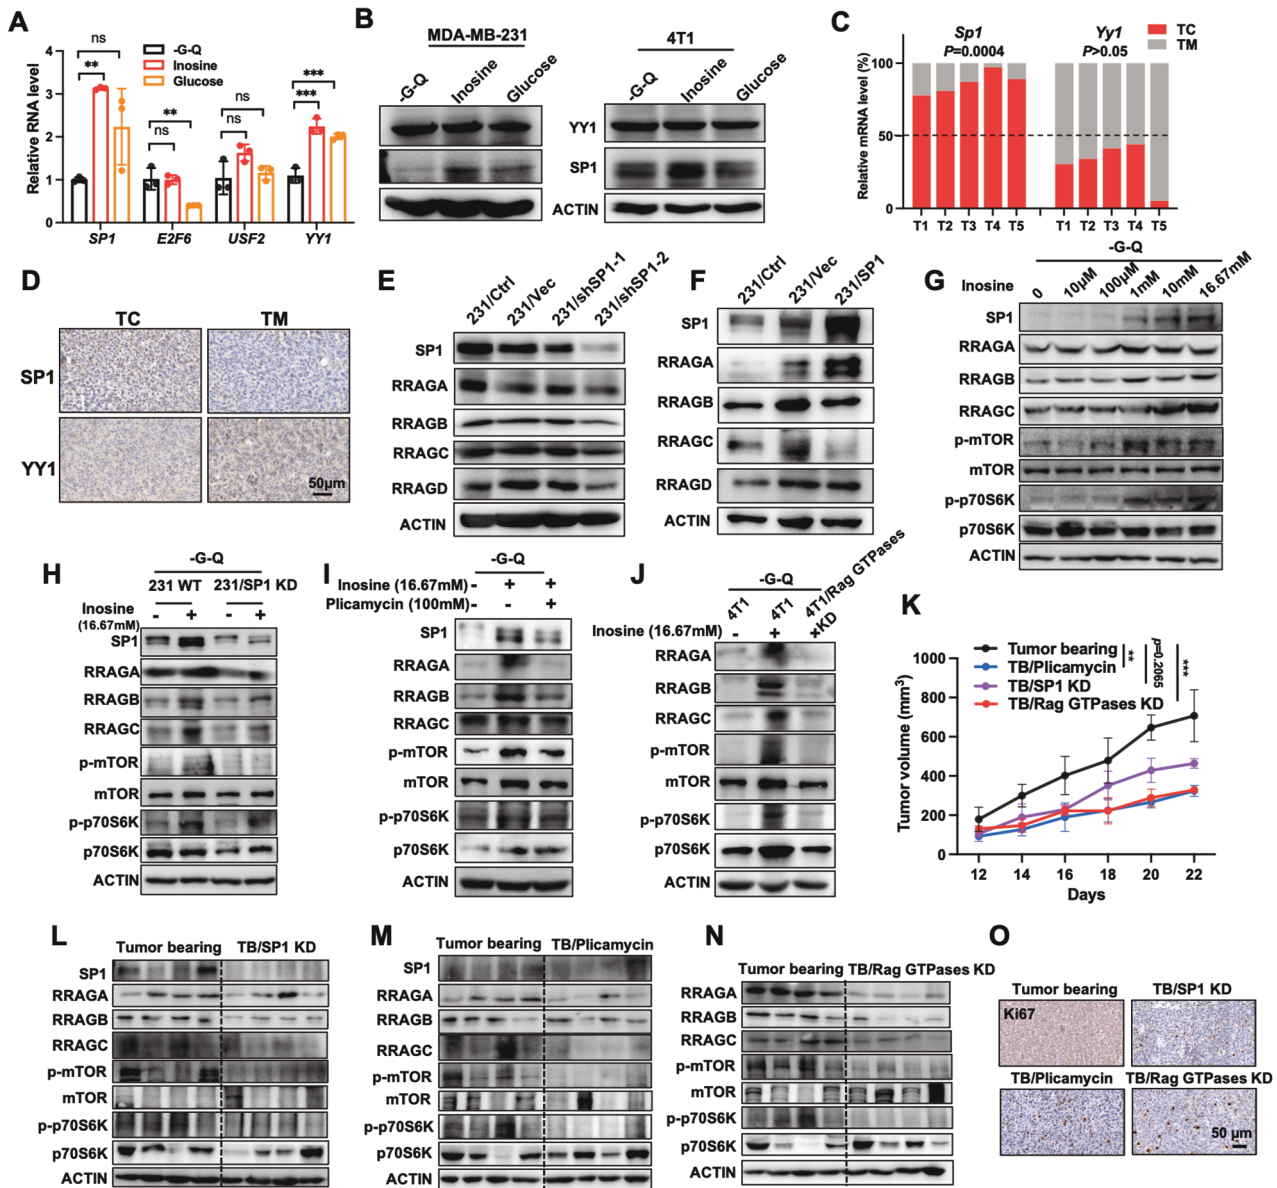 A
Relative RNA level
4
3
2
1
0
ns
**
**
ns
ns
ns
***
***
-G-Q
Inosine
Glucose
SP1
E2F6
USF2
YY1
B
MDA-MB-231
4T1
-G-Q
Inosine
Glucose
-G-Q
Inosine
Glucose
YY1
SP1
ACTIN
C
Sp1
P=0.0004
Yy1
P>0.05
TC
TM
Relative mRNA level (%)
100
50
0
T1 T2 T3 T4 T5
T1 T2 T3 T4 T5
D
TC
TM
SP1
YY1
50μm
E
231/Ctrl
231/Vec
231/shSP1-1
231/shSP1-2
SP1
RRAGA
RRAGB
RRAGC
RRAGD
ACTIN
F
231/Ctrl
231/Vec
231/SP1
SP1
RRAGA
RRAGB
RRAGC
RRAGD
ACTIN
G
-G-Q
Inosine
0
10μM
100μM
1mM
10mM
16.67mM
SP1
RRAGA
RRAGB
RRAGC
p-mTOR
mTOR
p-p70S6K
p70S6K
ACTIN
H
-G-Q
231 WT 231/SP1 KD
Inosine
(16.67mM)
- + - +
SP1
RRAGA
RRAGB
RRAGC
p-mTOR
mTOR
p-p70S6K
p70S6K
ACTIN
I
-G-Q
Inosine (16.67mM) - + +
Plicamycin (100mM) - - +
SP1
RRAGA
RRAGB
RRAGC
p-mTOR
mTOR
p-p70S6K
p70S6K
ACTIN
J
-G-Q
4T1
4T1
4T1/Rag GTPases
KD
Inosine (16.67mM) - + +
RRAGA
RRAGB
RRAGC
p-mTOR
mTOR
p-p70S6K
p70S6K
ACTIN
K
Tumor bearing
TB/Plicamycin
TB/SP1 KD
TB/Rag GTPases KD
**
p=0.2065
***
Tumor volume (mm³)
1000
800
600
400
200
0
12 14 16 18 20 22
Days
L
Tumor bearing TB/SP1 KD
SP1
RRAGA
RRAGB
RRAGC
p-mTOR
mTOR
p-p70S6K
p70S6K
ACTIN
M
Tumor bearing TB/Plicamycin
SP1
RRAGA
RRAGB
RRAGC
p-mTOR
mTOR
p-p70S6K
p70S6K
ACTIN
N
Tumor bearing TB/Rag GTPases KD
RRAGA
RRAGB
RRAGC
p-mTOR
mTOR
p-p70S6K
p70S6K
ACTIN
O
Tumor bearing
TB/SP1 KD
Ki67
TB/Plicamycin
TB/Rag GTPases KD
50 μm